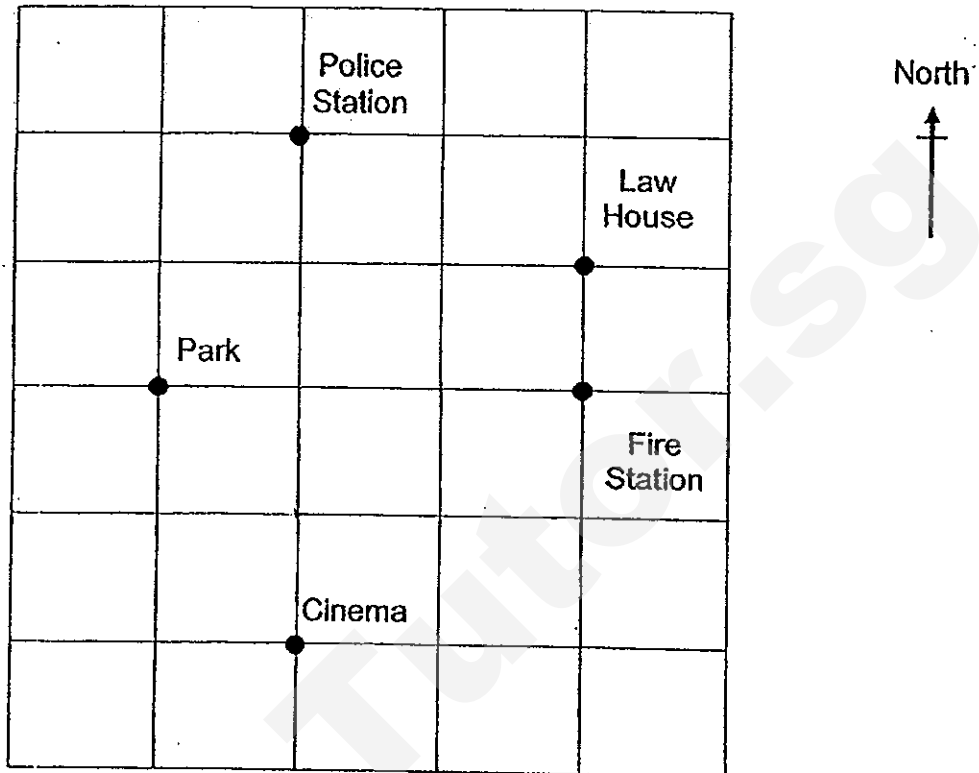 Police
Station
North
Law
House
Park
Fire
Station
Cinema
Tutor.sg